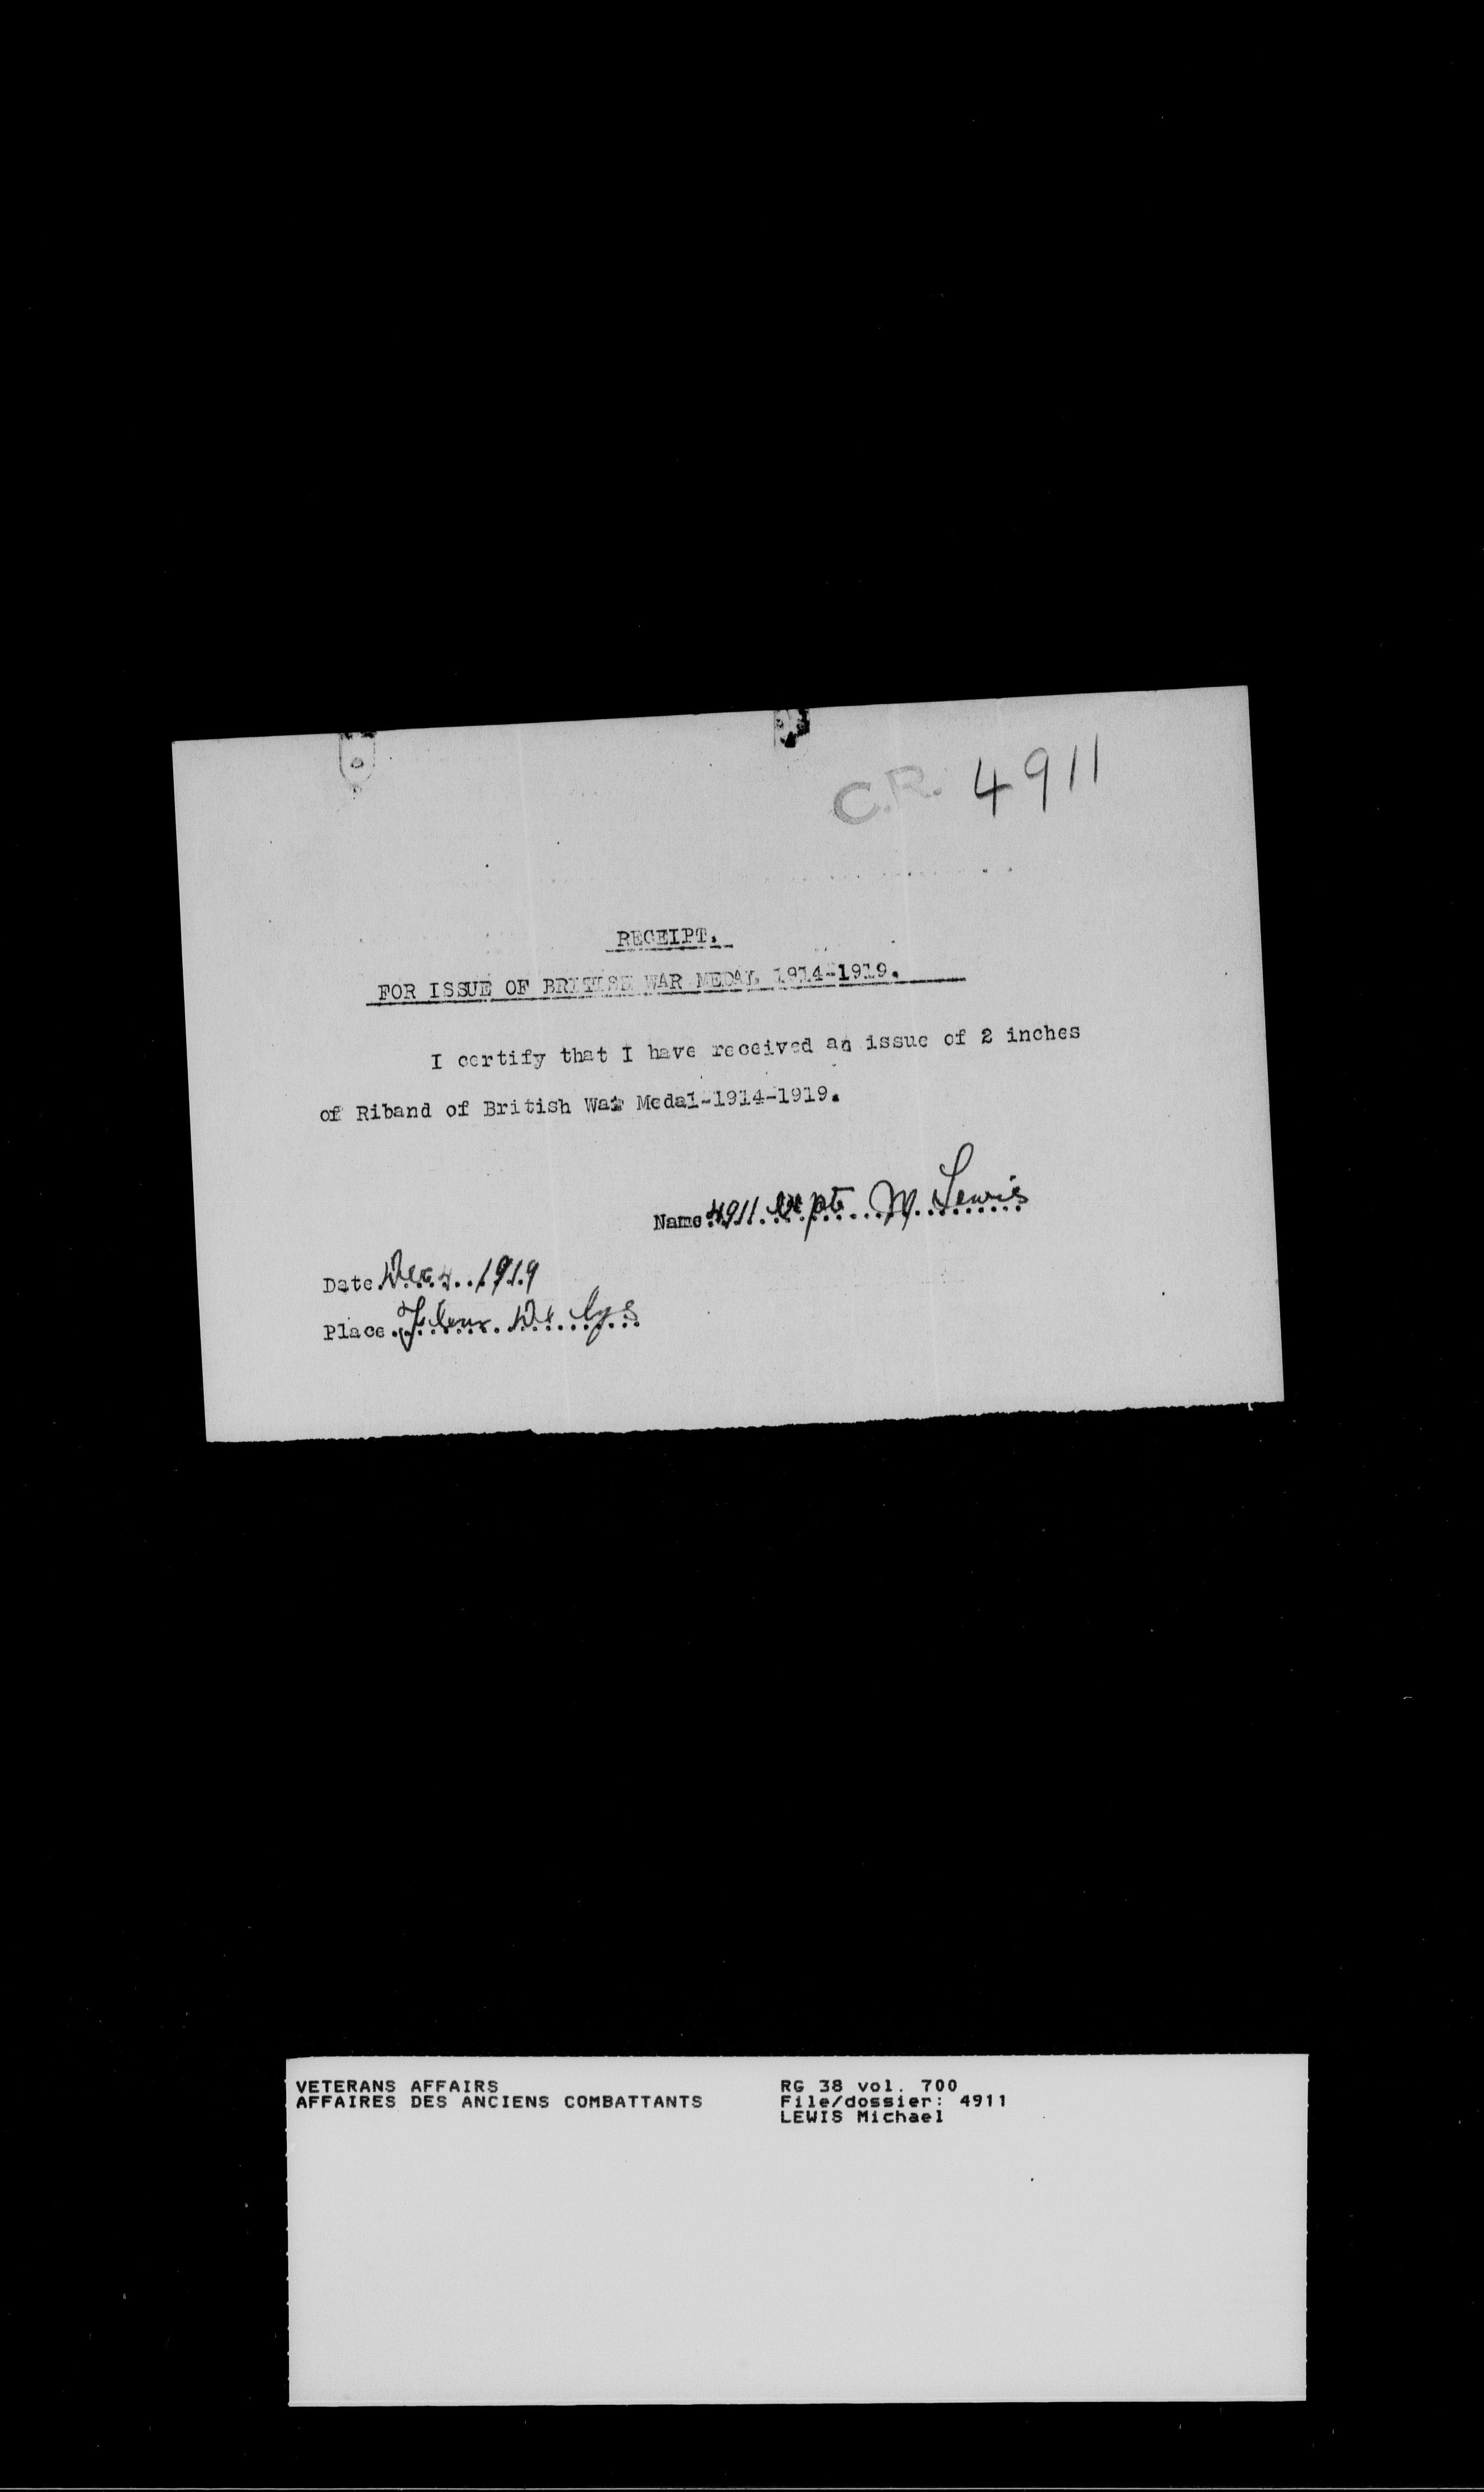 C.R. 4911
RECEIPT.
FOR ISSUE OF BRITISH WAR MEDAL 1914-1919.
I certify that I have received an issue of 2 inches
of Riband of British War Medal-1914-1919.
Name 4911 Pte M Lewis
Date Dec 4 1919
Place
VETERANS AFFAIRS
AFFAIRES DES ANCIENS COMBATTANTS
RG 38 vol. 700
File/dossier: 4911
LEWIS Michael